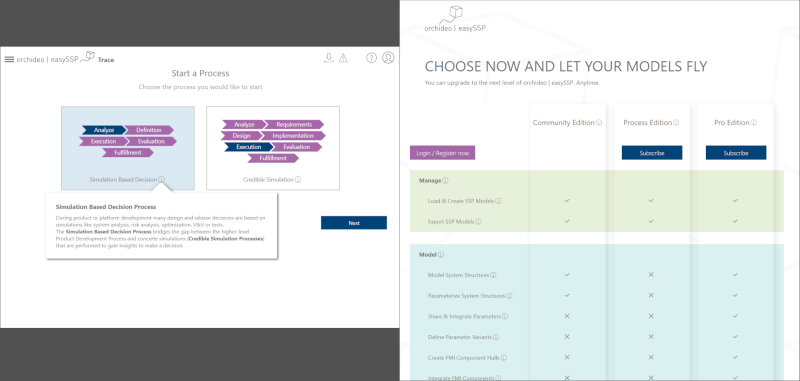 orchideo | easySSP Trace
Start a Process
Choose the process you would like to start
Analyze Definition
Execution Evaluation
Fulfillment
Simulation Based Decision
Analyze Requirements
Design Implementation
Execution Evaluation
Fulfillment
Credible Simulation
Simulation Based Decision Process
During product or platform development many design and release decisions are based on
simulations like system analysis, risk analysis, optimization, V&V or tests.
The Simulation Based Decision Process bridges the gap between the higher-level
Product Development Process and concrete simulations (Credible Simulation Processes)
that are performed to gain insights to make a decision.
Next
orchideo | easySSP
CHOOSE NOW AND LET YOUR MODELS FLY
You can upgrade to the next level of orchideo | easySSP. Anytime.
Community Edition Process Edition Pro Edition
Login / Register now Subscribe Subscribe
Manage
Load & Create SSP Models
Export SSP Models
Model
Model System Structures
Parameterize System Structures
Share & Integrate Parameters
Define Parameter Variants
Create FMI Component Hulls
Integrate FMI Components